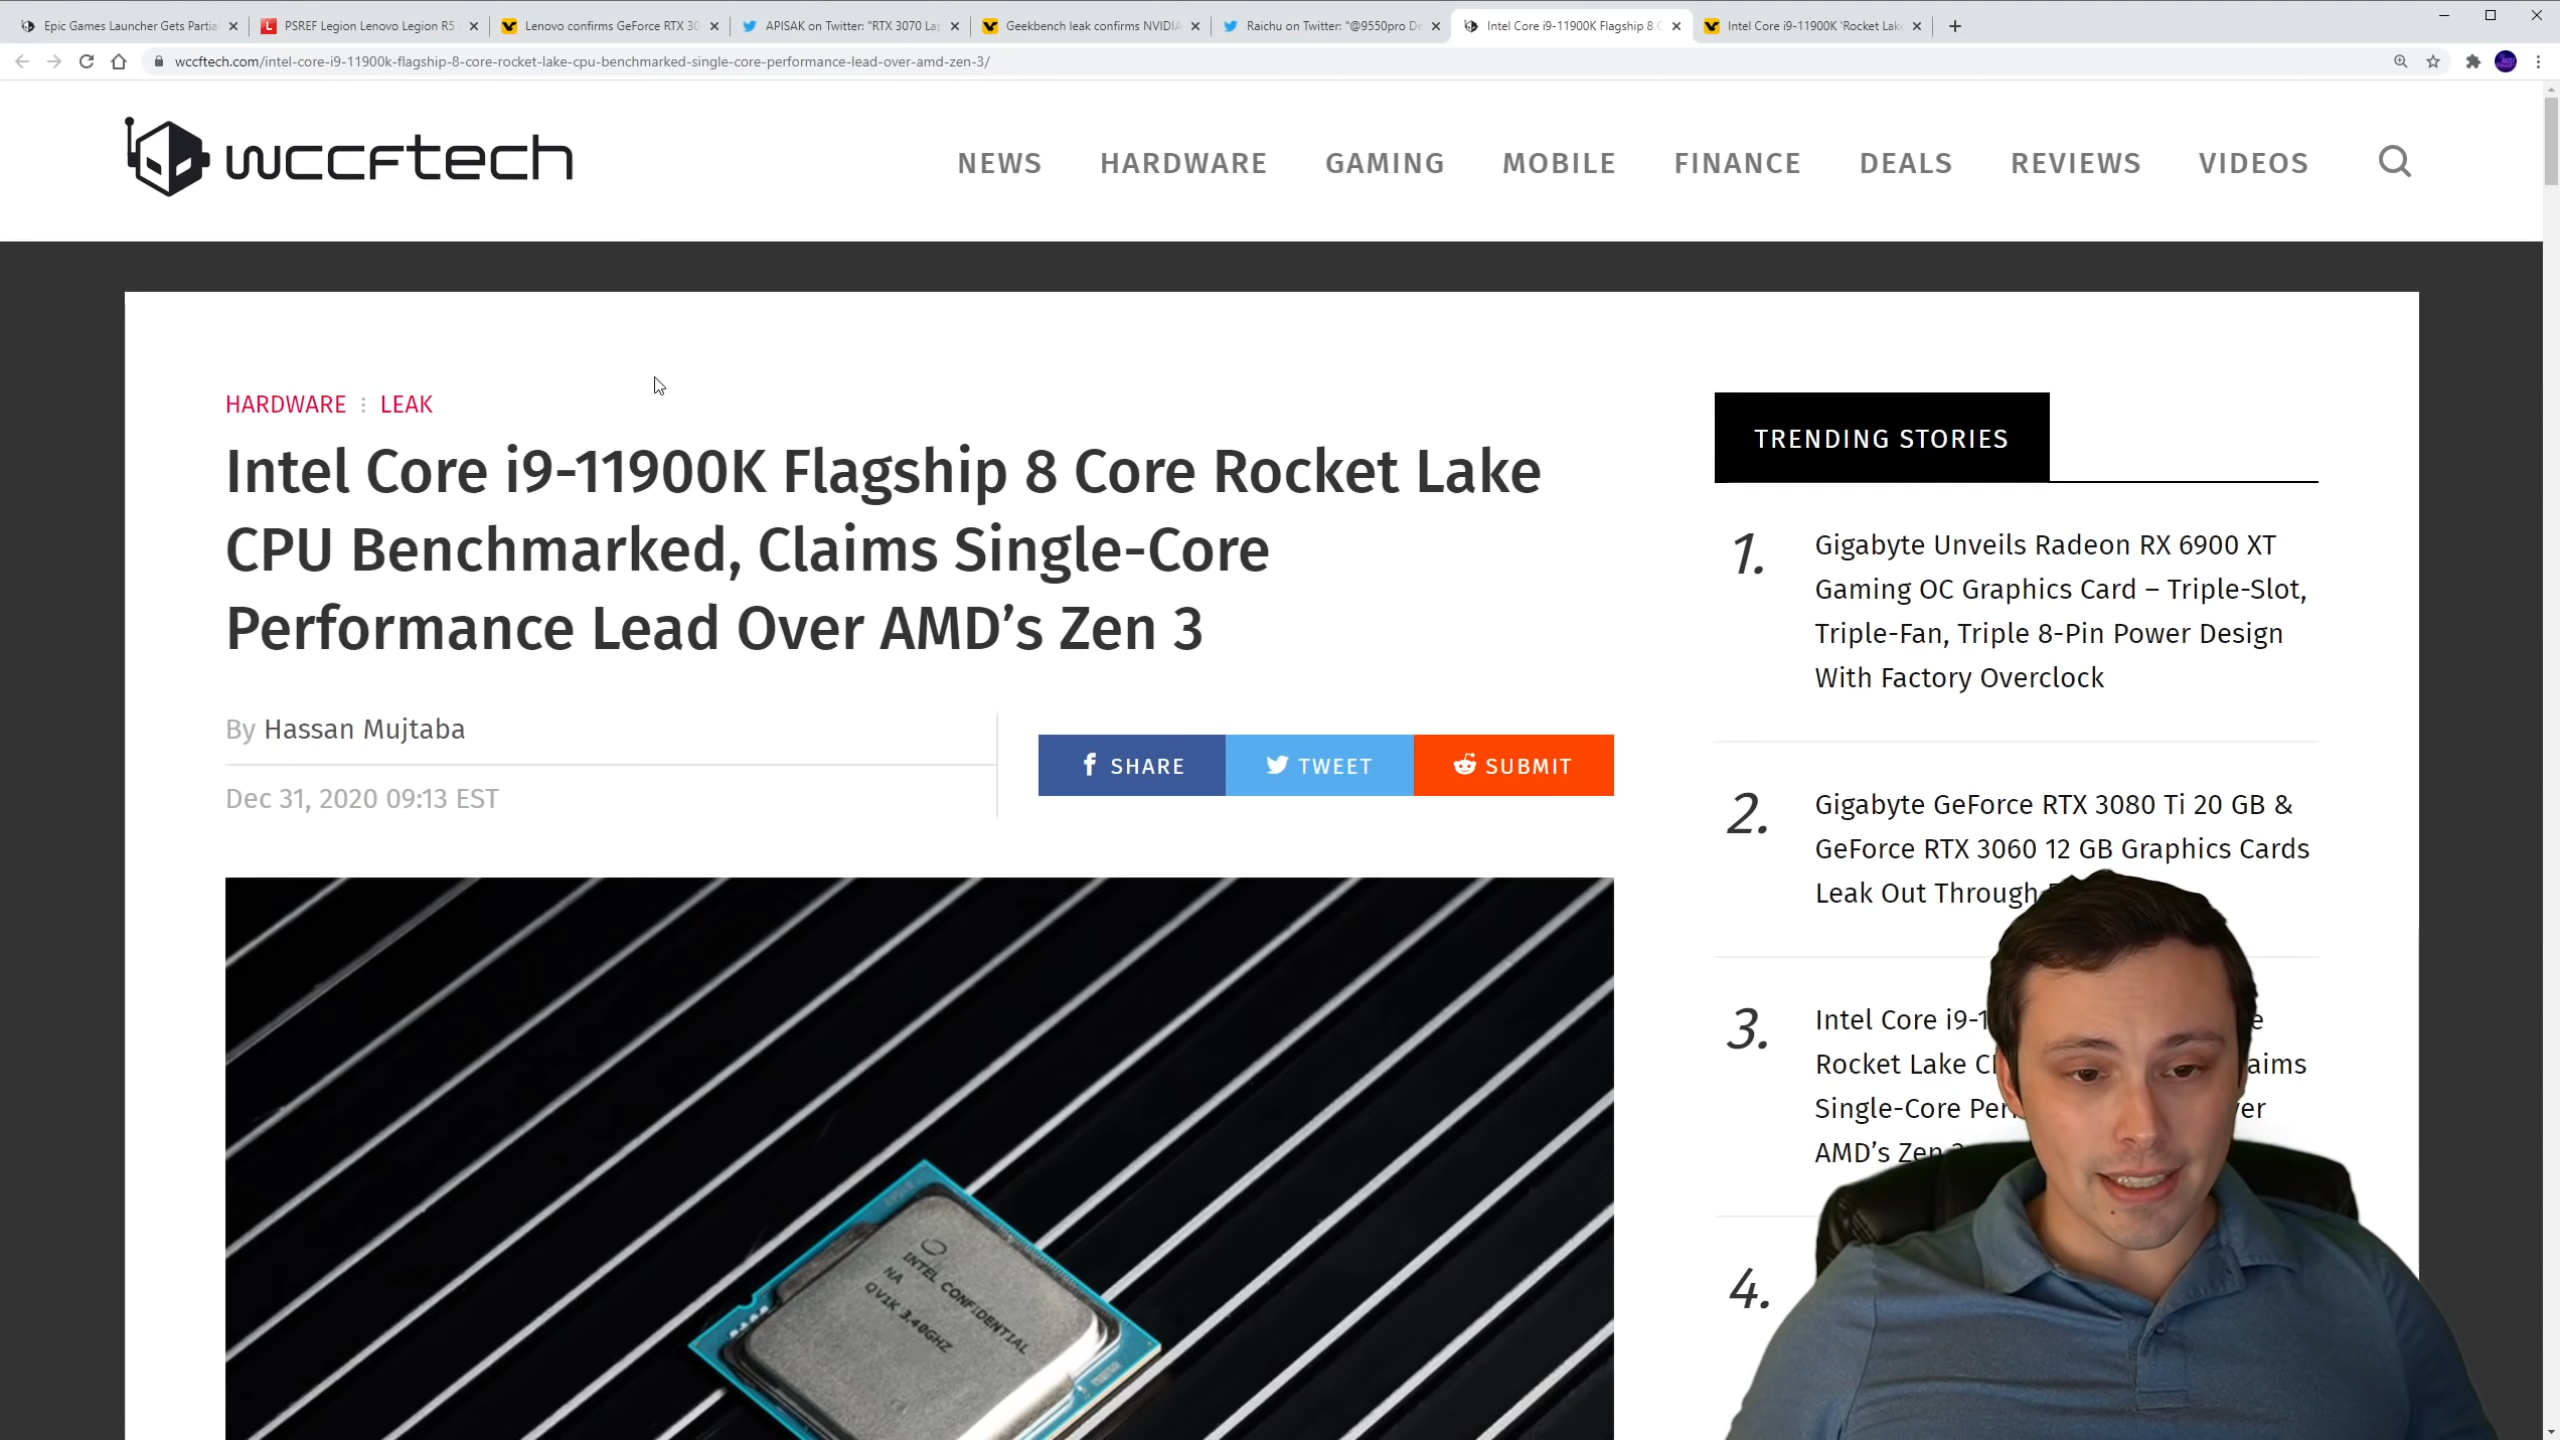 Epic Games Launcher Gets Partia
PSREF Legion Lenovo Legion R5
Lenovo confirms GeForce RTX 30
APISAK on Twitter: "RTX 3070 La
Geekbench leak confirms NVIDIA
Raichu on Twitter: "@9550pro De
Intel Core i9-11900K Flagship 8 C
Intel Core i9-11900K 'Rocket Lak
wccftech.com/intel-core-i9-11900k-flagship-8-core-rocket-lake-cpu-benchmarked-single-core-performance-lead-over-amd-zen-3/
wccftech
NEWS HARDWARE GAMING MOBILE FINANCE DEALS REVIEWS VIDEOS
HARDWARE LEAK
Intel Core i9-11900K Flagship 8 Core Rocket Lake
CPU Benchmarked, Claims Single-Core
Performance Lead Over AMD's Zen 3
By Hassan Mujtaba
Dec 31, 2020 09:13 EST
SHARE TWEET SUBMIT
INTEL CONFIDENTIAL
NA
QV1K 3.40GHZ
TRENDING STORIES
1.
Gigabyte Unveils Radeon RX 6900 XT
Gaming OC Graphics Card – Triple-Slot,
Triple-Fan, Triple 8-Pin Power Design
With Factory Overclock
2.
Gigabyte GeForce RTX 3080 Ti 20 GB &
GeForce RTX 3060 12 GB Graphics Cards
Leak Out Through
3.
Intel Core
Rocket Lake
Single-Core
AMD's Zen
4.